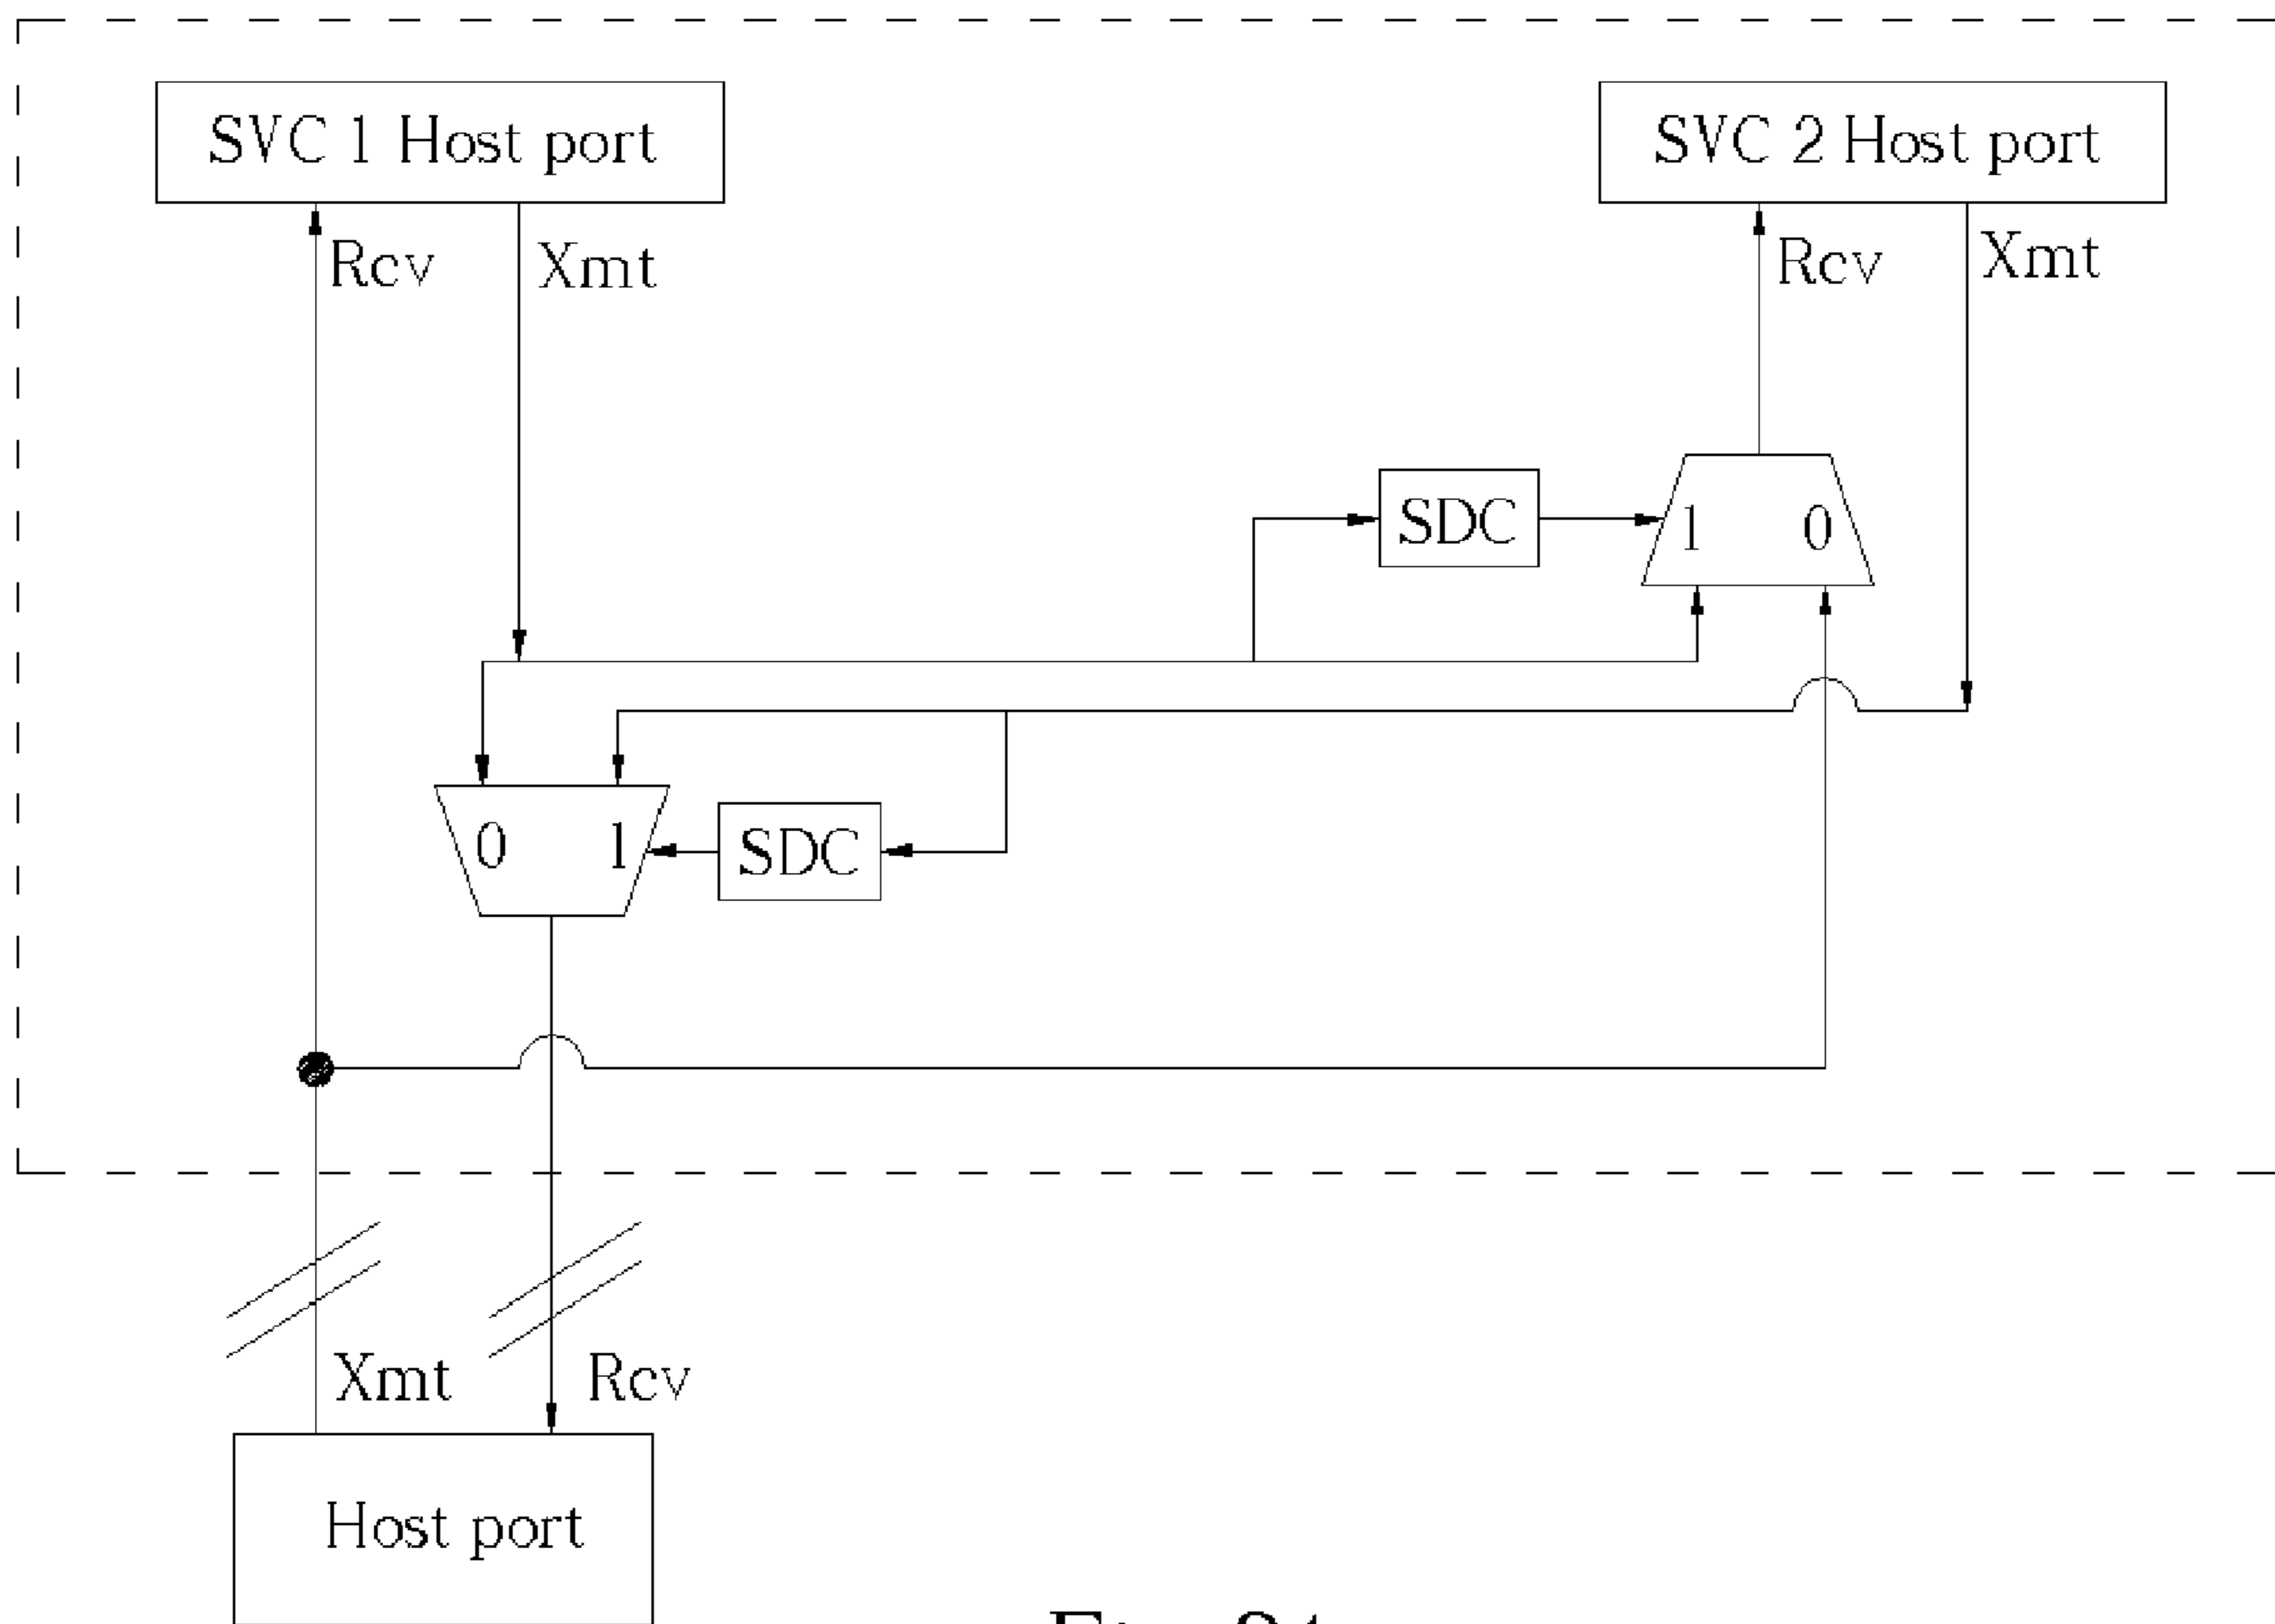 SVC 1 Host port
SVC 2 Host port
Rcv
Xmt
Rcv
Xmt
SDC
1
0
0
1
SDC
Xmt
Rcv
Host port